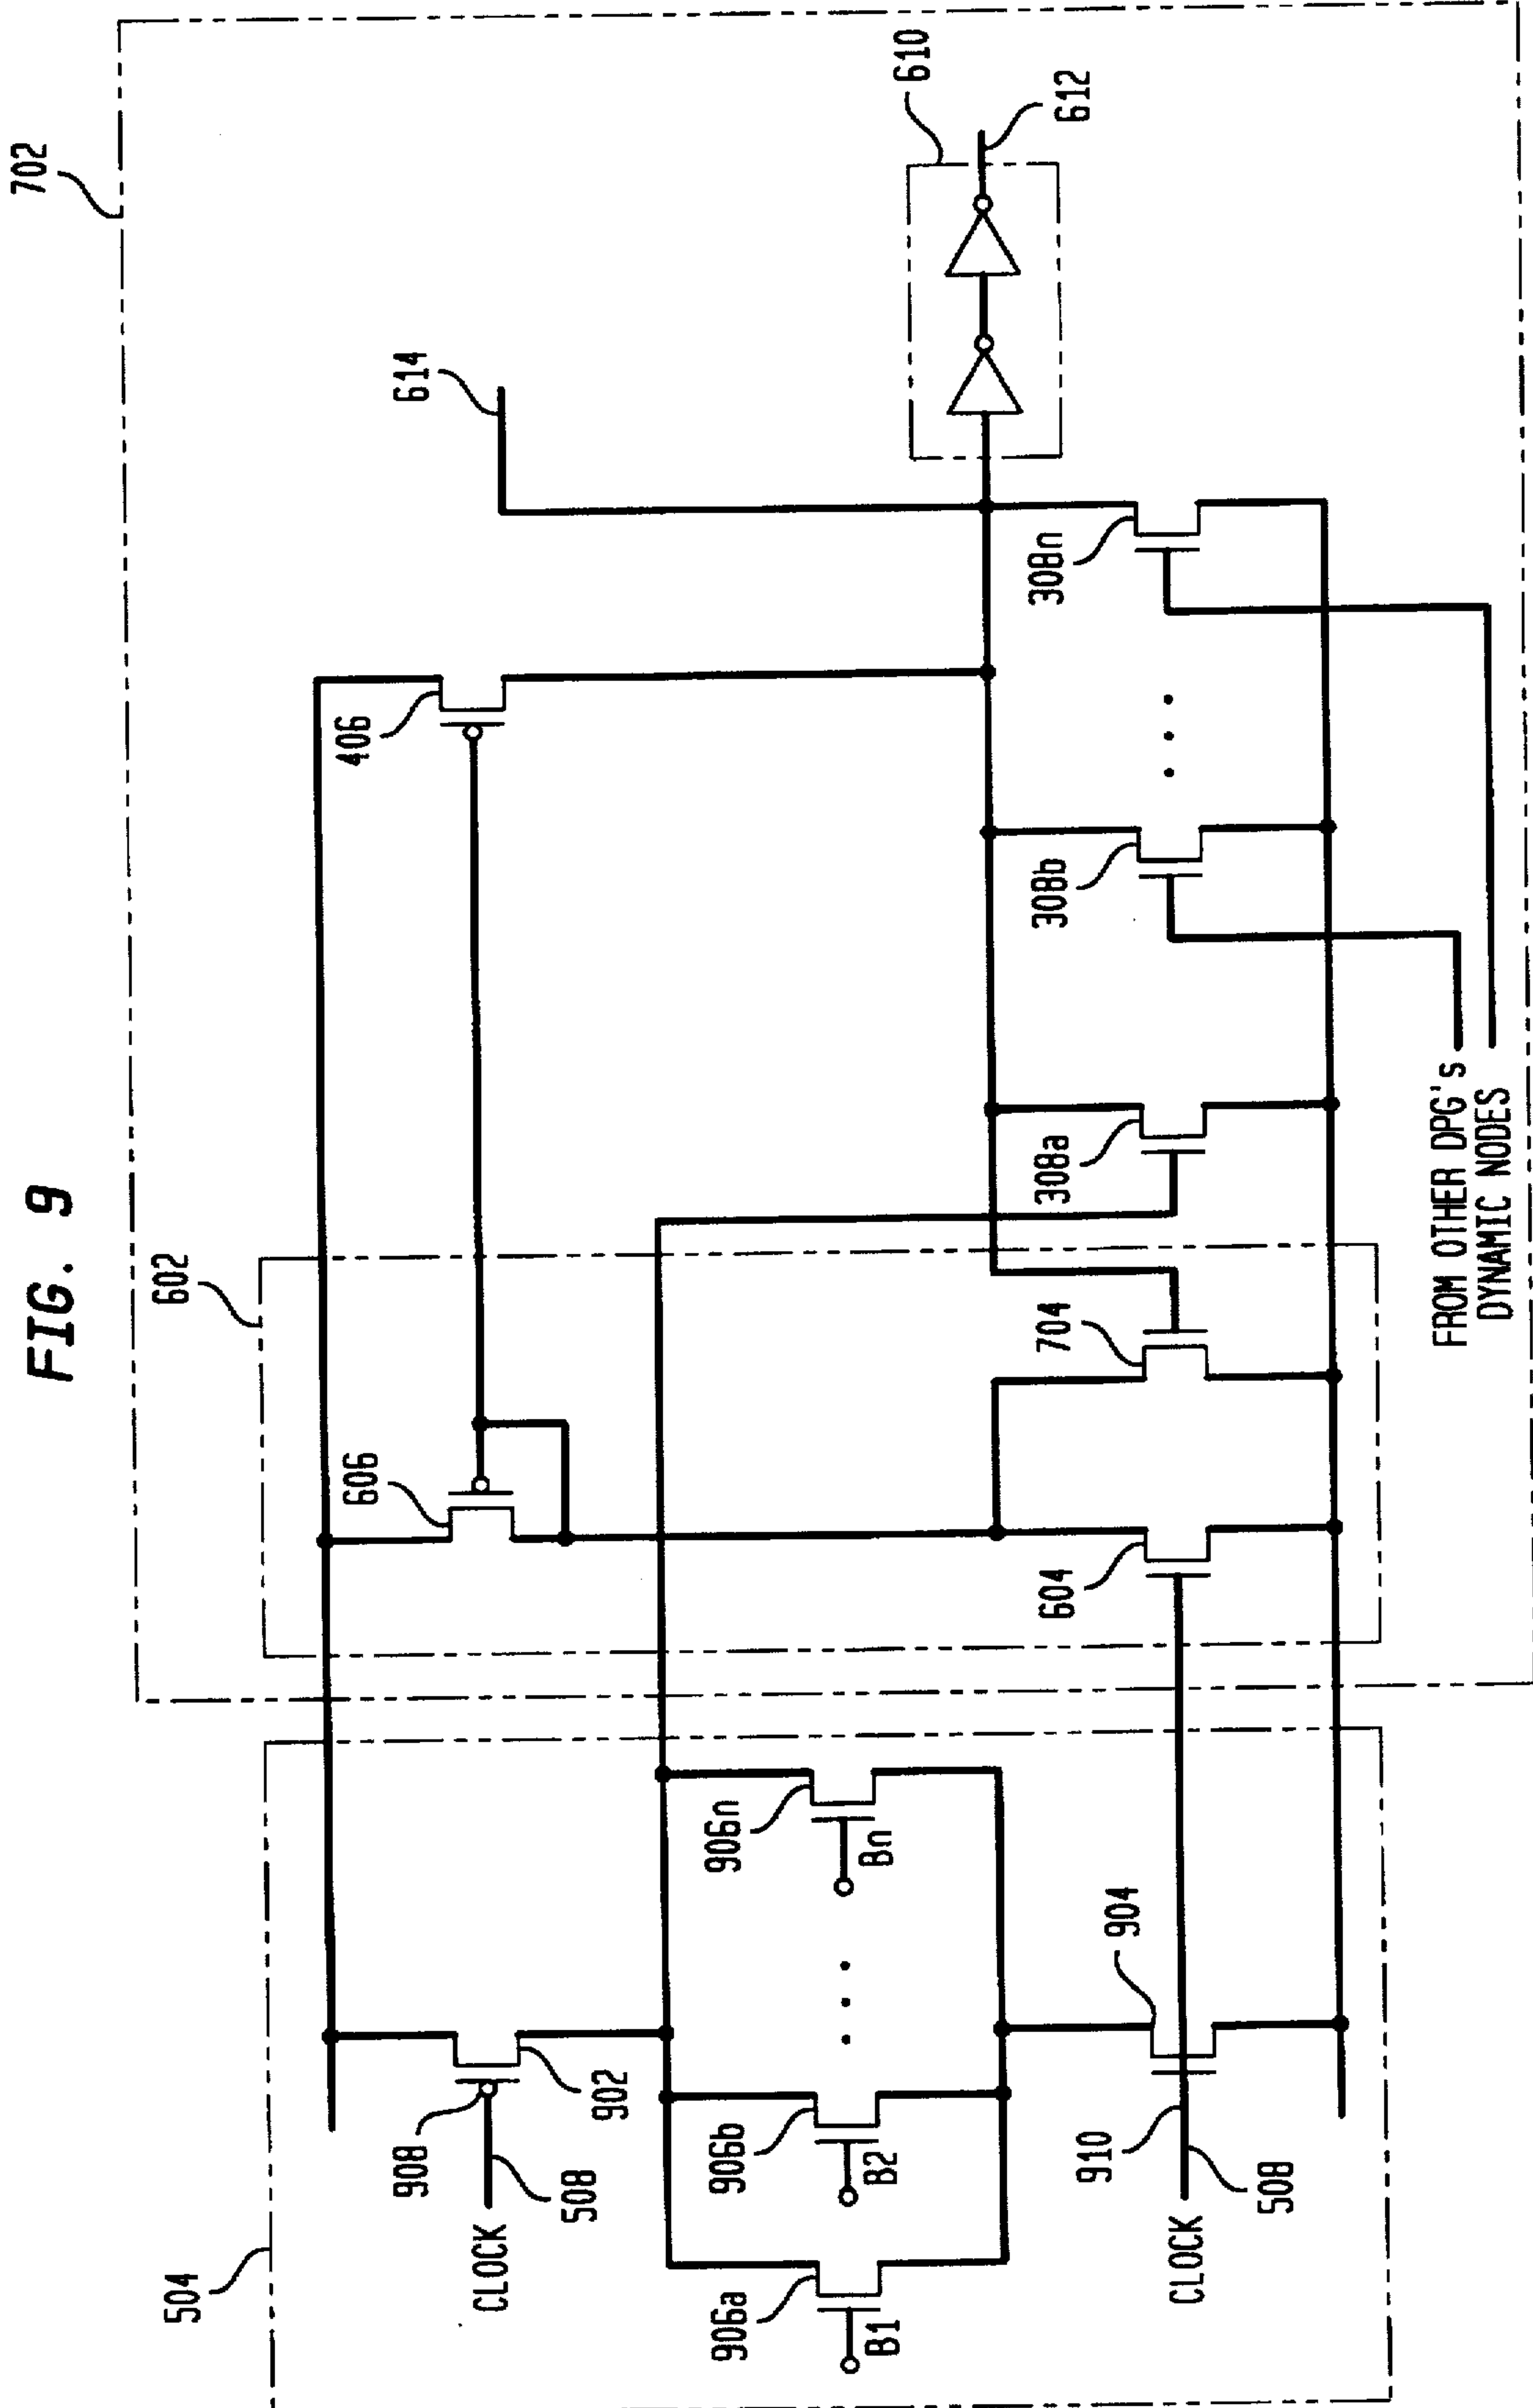 FIG. 9
702
602
504
614
610
612
606
406
908
CLOCK
508
902
906a
B1
906b
B2
906n
Bn
910
904
CLOCK
508
604
704
308a
308b
308n
FROM OTHER DPG's
DYNAMIC NODES